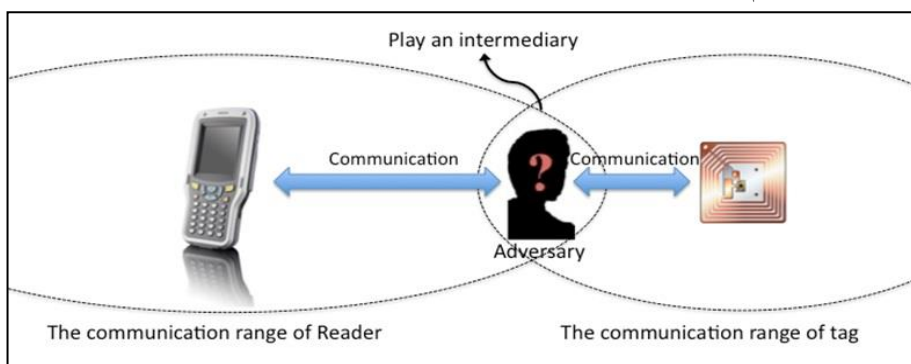 Play an intermediary
Communication
Communication
?
Adversary
The communication range of Reader
The communication range of tag